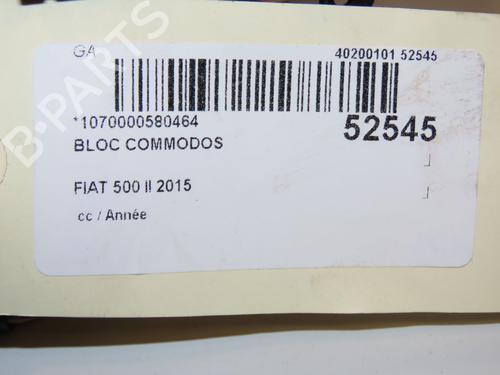 GA 40200101 52545
*1070000580464
52545
BLOC COMMODOS
FIAT 500 II 2015
cc / Année
B-PARTS